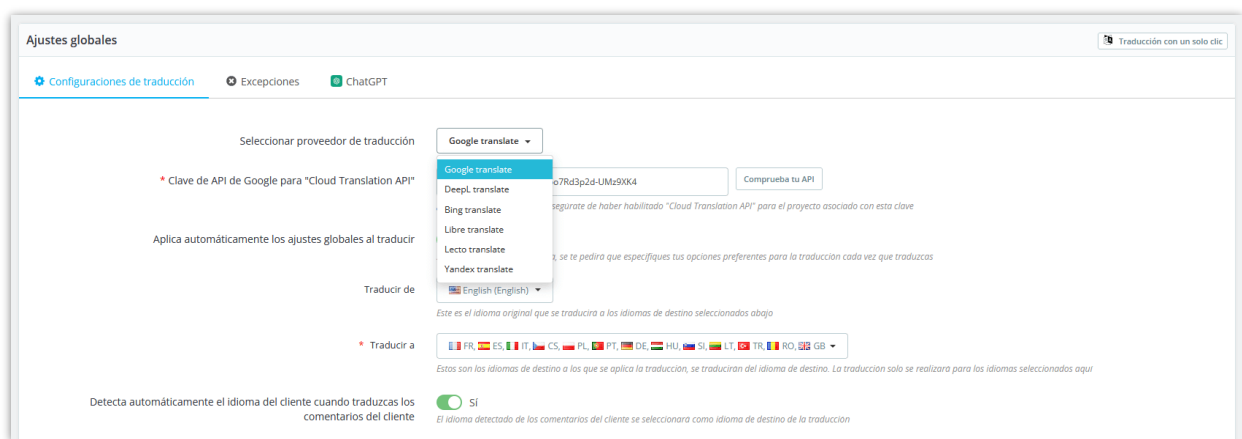 Ajustes globales
Traducción con un solo clic
Configuraciones de traducción
Excepciones
ChatGPT
Seleccionar proveedor de traducción
Google translate
Google translate
DeepL translate
Bing translate
Libre translate
Lecto translate
Yandex translate
* Clave de API de Google para "Cloud Translation API"
o7Rd3p2d-UMz9XK4
Comprueba tu API
segúrate de haber habilitado "Cloud Translation API" para el proyecto asociado con esta clave
Aplica automáticamente los ajustes globales al traducir
, se te pedirá que especifiques tus opciones preferentes para la traducción cada vez que traduzcas
Traducir de
English (English)
Este es el idioma original que se traducirá a los idiomas de destino seleccionados abajo
* Traducir a
FR, ES, IT, CS, PL, PT, DE, HU, SI, LT, TR, RO, GB
Estos son los idiomas de destino a los que se aplica la traducción, se traducirán del idioma de destino. La traducción solo se realizará para los idiomas seleccionados aquí
Detecta automáticamente el idioma del cliente cuando traduzcas los
comentarios del cliente
Sí
El idioma detectado de los comentarios del cliente se seleccionará como idioma de destino de la traducción